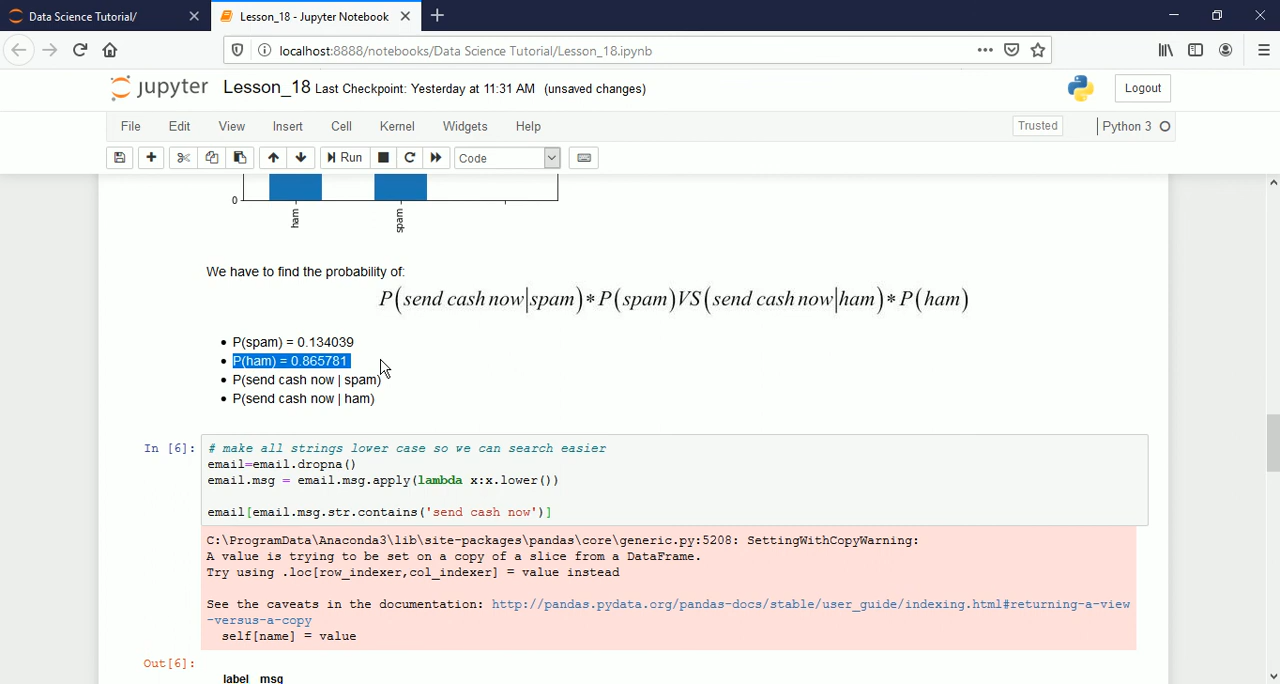 Data Science Tutorial/
Lesson_18 - Jupyter Notebook
localhost:8888/notebooks/Data Science Tutorial/Lesson_18.ipynb
jupyter Lesson_18 Last Checkpoint: Yesterday at 11:31 AM (unsaved changes)
Logout
File Edit View Insert Cell Kernel Widgets Help
Trusted
Python 3
Run
Code
0
ham
spam
We have to find the probability of:
P(send cash now|spam)*P(spam)VS(send cash now|ham)*P(ham)
• P(spam) = 0.134039
• P(ham) = 0.865781
• P(send cash now | spam)
• P(send cash now | ham)
In [6]: # make all strings lover case so we can search easier
email=email.dropna()
email.msg = email.msg.apply(lambda x:x.lower())
email[email.msg.str.contains('send cash now')]
C:\ProgramData\Anaconda3\lib\site-packages\pandas\core\generic.py:5208: SettingWithCopyWarning:
A value is trying to be set on a copy of a slice from a DataFrame.
Try using .loc[row_indexer,col_indexer] = value instead
See the caveats in the documentation: http://pandas.pydata.org/pandas-docs/stable/user_guide/indexing.html#returning-a-view
-versus-a-copy
self[name] = value
Out[6]:
label msg